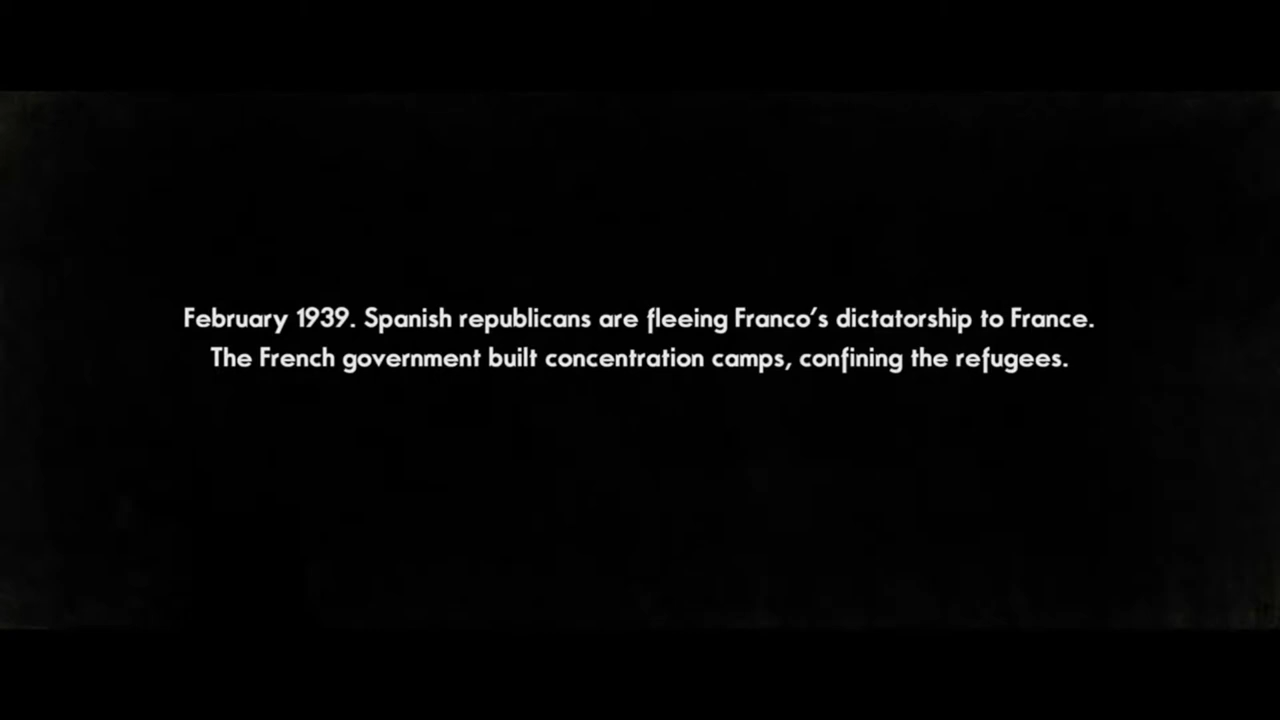 February 1939. Spanish republicans are fleeing Franco's dictatorship to France.
The French government built concentration camps, confining the refugees.